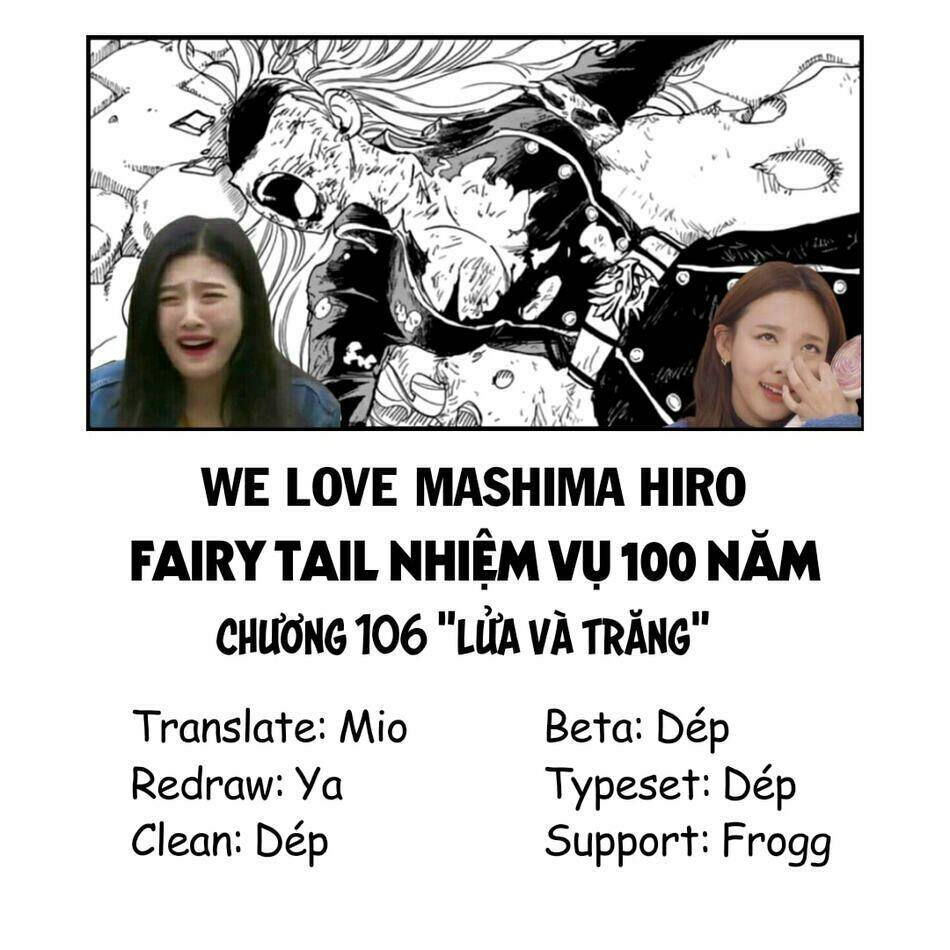 WE LOVE MASHIMA HIRO
FAIRY TAIL NHIỆM VỤ 100 NĂM
CHƯƠNG 106 "LỬA VÀ TRĂNG"
Translate: Mio
Beta: Dép
Redraw: Ya
Typeset: Dép
Clean: Dép
Support: Frogg